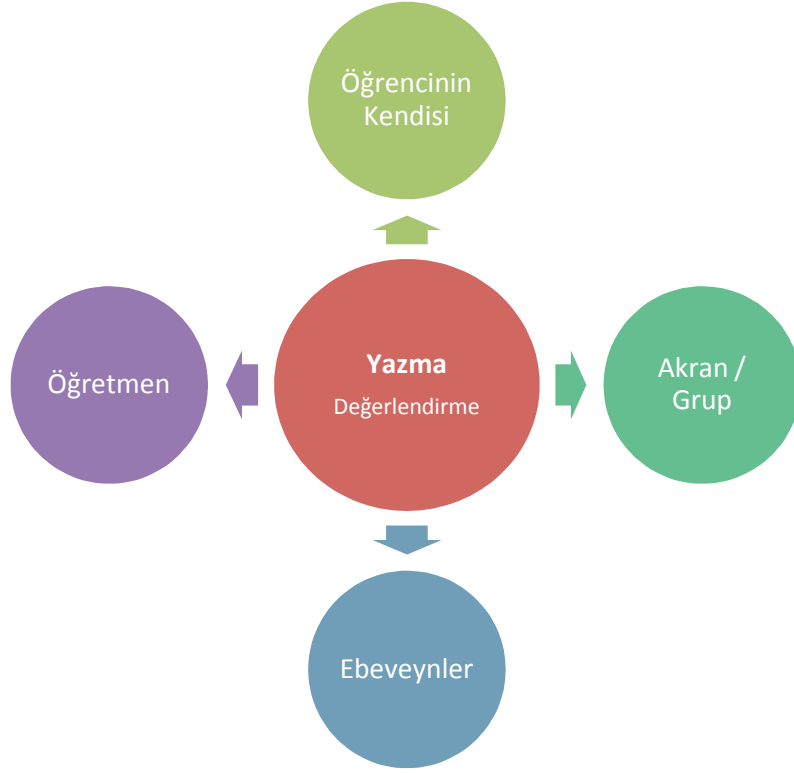 Öğrencinin
Kendisi
Öğretmen
Yazma
Değerlendirme
Akran /
Grup
Ebeveynler